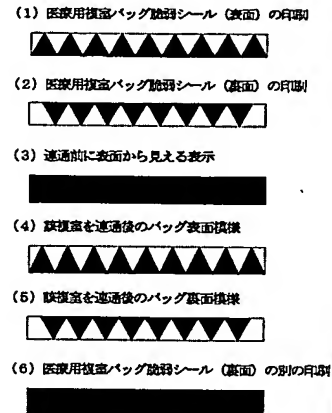 (1) 医療用複室バッグ脆弱シール (表面) の印刷
(2) 医療用複室バッグ脆弱シール (裏面) の印刷
(3) 連通前に表面から見える表示
(4) 該複室を連通後のバッグ表面模様
(5) 該複室を連通後のバッグ裏面模様
(6) 医療用複室バッグ脆弱シール (裏面) の別の印刷